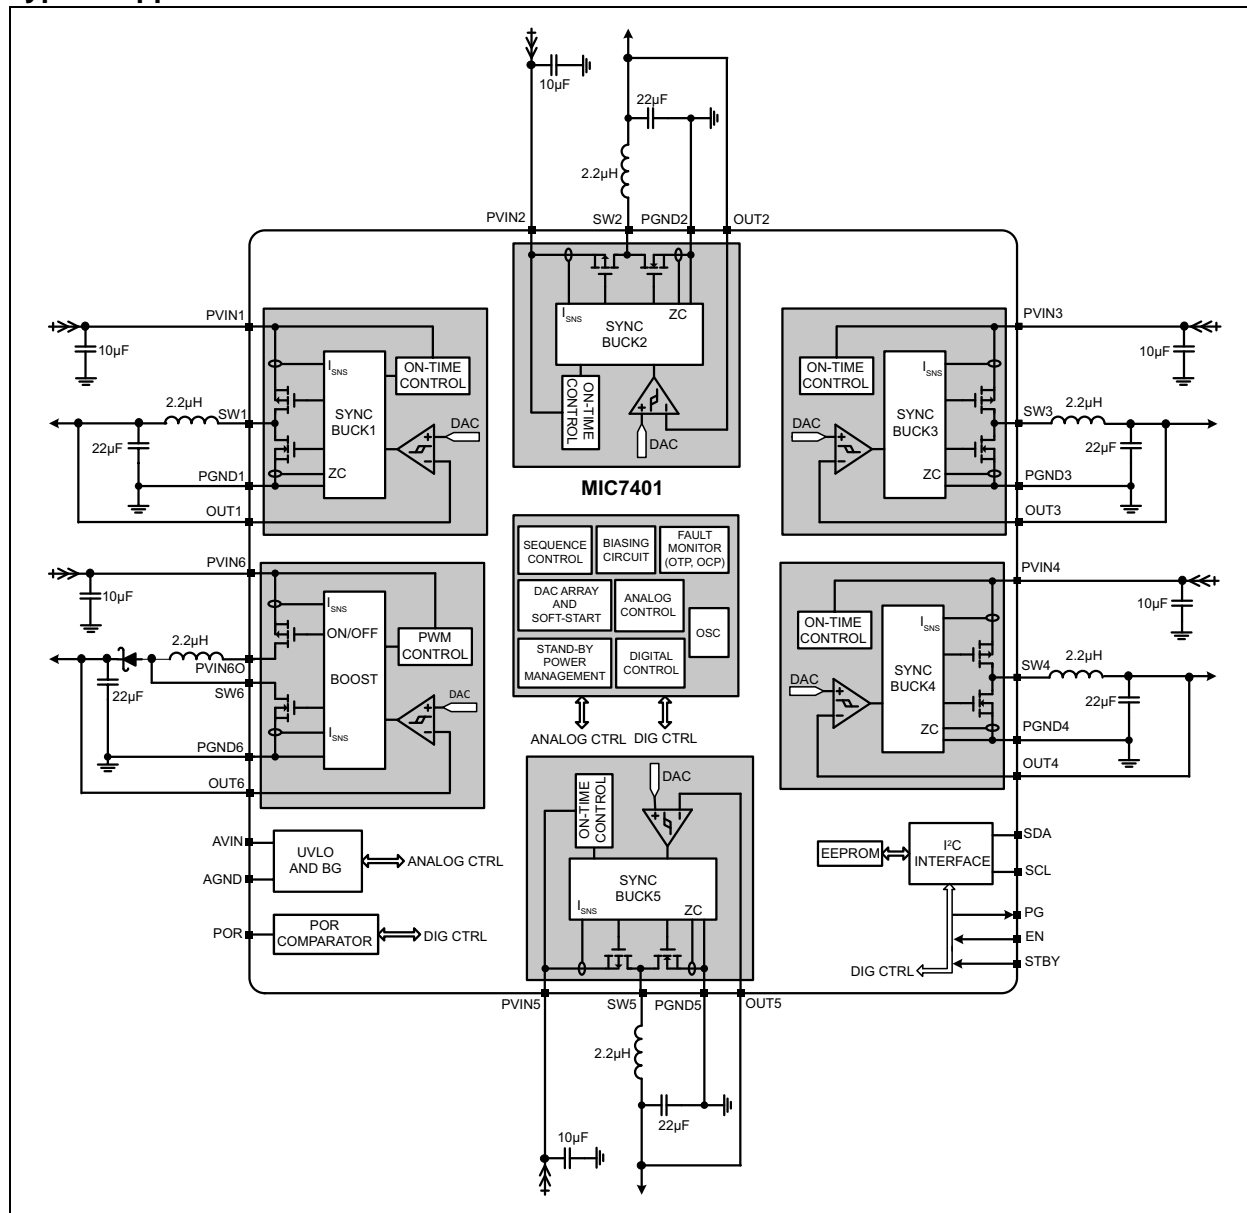 10µF
22µF
2.2µH
PVIN2
SW2
PGND2
OUT2
I_SNS
ZC
SYNC
BUCK2
ON-TIME
CONTROL
DAC
MIC7401
PVIN1
10µF
I_SNS
ON-TIME
CONTROL
2.2µH
SW1
SYNC
BUCK1
DAC
22µF
ZC
PGND1
OUT1
PVIN3
10µF
ON-TIME
CONTROL
I_SNS
SW3
2.2µH
SYNC
BUCK3
DAC
22µF
ZC
PGND3
OUT3
SEQUENCE
CONTROL
BIASING
CIRCUIT
FAULT
MONITOR
(OTP, OCP)
DAC ARRAY
AND
SOFT-START
ANALOG
CONTROL
OSC
STAND-BY
POWER
MANAGEMENT
DIGITAL
CONTROL
ANALOG CTRL
DIG CTRL
PVIN6
10µF
I_SNS
ON/OFF
PWM
CONTROL
2.2µH
PVIN6O
BOOST
22µF
SW6
DAC
I_SNS
PGND6
OUT6
PVIN4
10µF
ON-TIME
CONTROL
I_SNS
SW4
2.2µH
SYNC
BUCK4
DAC
22µF
ZC
PGND4
OUT4
DAC
ON-TIME
CONTROL
SYNC
BUCK5
I_SNS
ZC
PVIN5
SW5
PGND5
OUT5
2.2µH
22µF
10µF
AVIN
AGND
UVLO
AND BG
ANALOG CTRL
POR
POR
COMPARATOR
DIG CTRL
EEPROM
I²C
INTERFACE
SDA
SCL
PG
EN
STBY
DIG CTRL